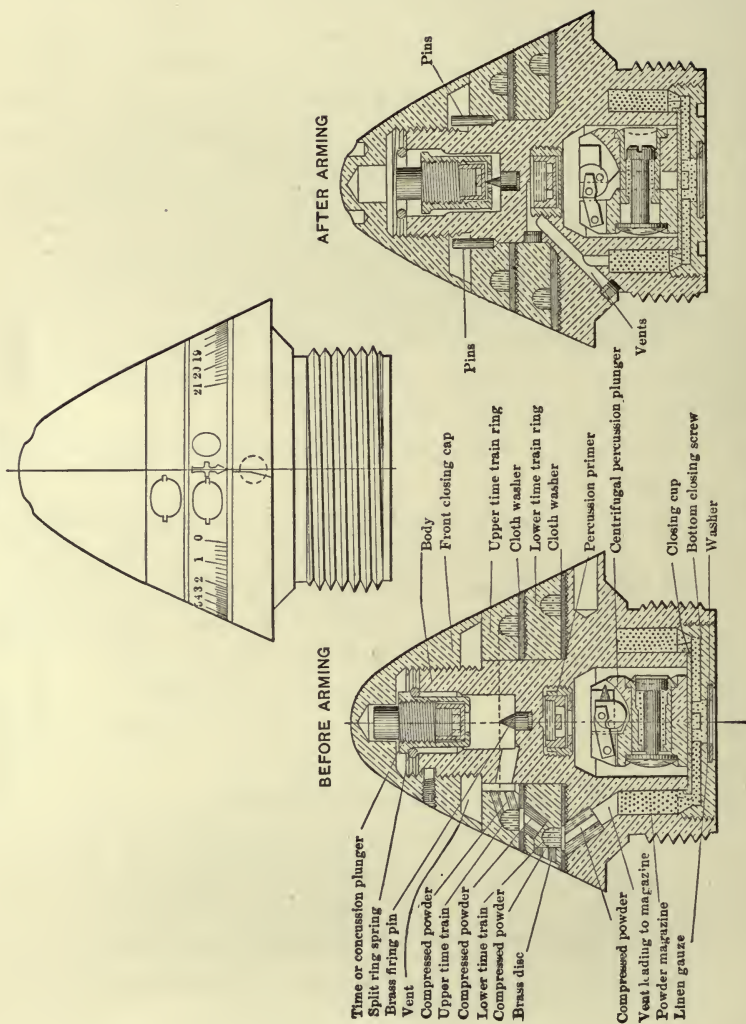 5432 1 0
21 20 19
BEFORE ARMING
Time or concussion plunger
Split ring spring
Brass firing pin
Vent
Compressed powder
Upper time train
Compressed powder
Lower time train
Compressed powder
Brass disc
Compressed powder
Vent leading to magazine
Powder magazine
Linen gauze
Body
Front closing cap
Upper time train ring
Cloth washer
Lower time train ring
Cloth washer
Percussion primer
Centrifugal percussion plunger
Closing cup
Bottom closing screw
Washer
AFTER ARMING
Pins
Pins
Vents